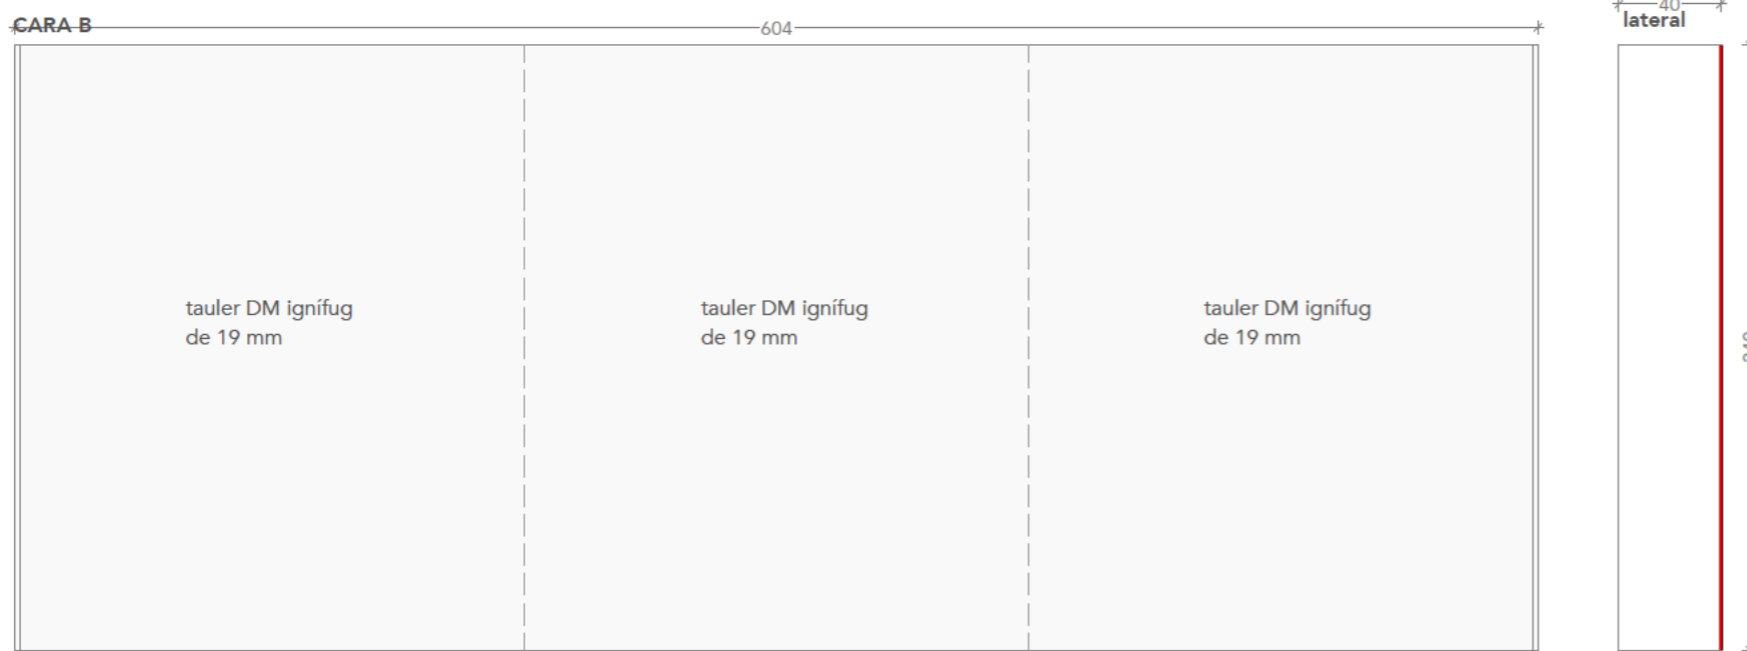 CARA B
604
40
lateral
tauler DM ignífug
de 19 mm
tauler DM ignífug
de 19 mm
tauler DM ignífug
de 19 mm